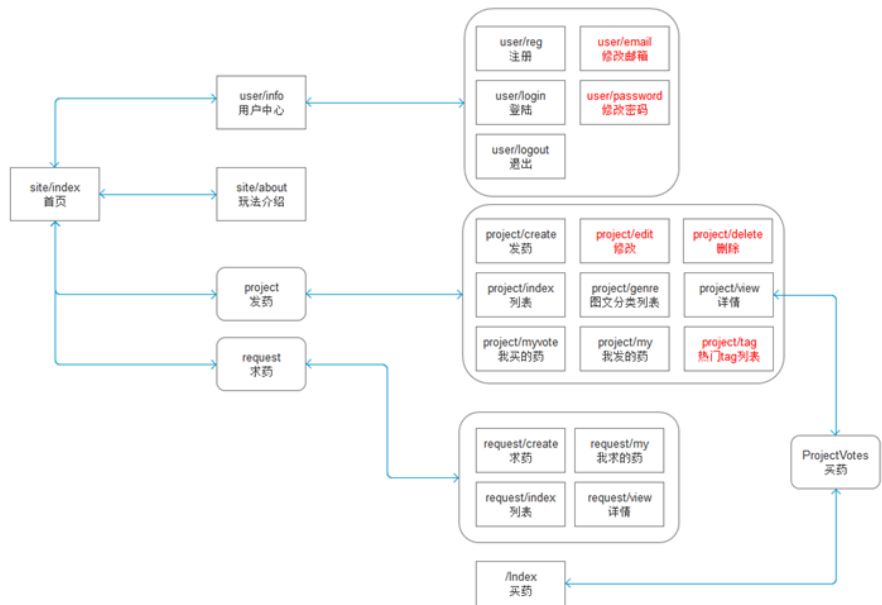 user/reg
注册
user/email
修改邮箱
user/info
用户中心
user/login
登陆
user/password
修改密码
user/logout
退出
site/index
首页
site/about
玩法介绍
project/create
发药
project/edit
修改
project/delete
删除
project
发药
project/index
列表
project/genre
图文分类列表
project/view
详情
project/myvote
我买的药
project/my
我发的药
project/tag
热门tag列表
request
求药
request/create
求药
request/my
我求的药
ProjectVotes
买药
request/index
列表
request/view
详情
/Index
买药